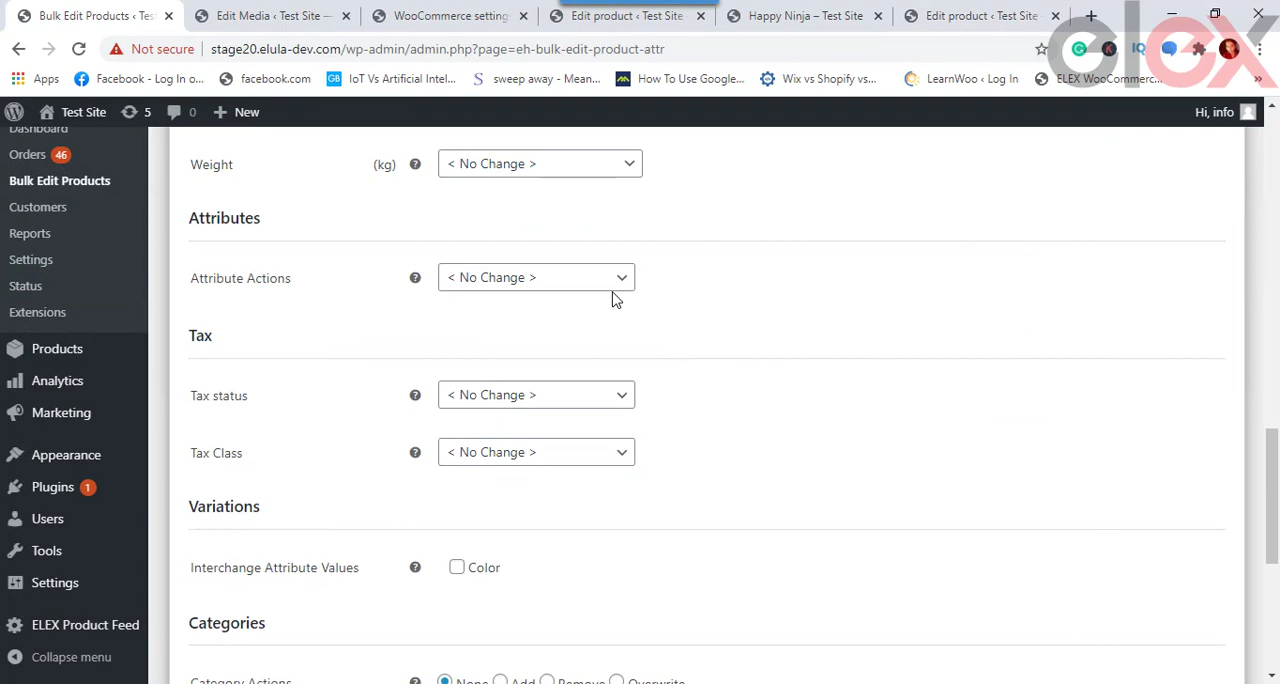 Bulk Edit Products ‹ Tes
Edit Media ‹ Test Site —
WooCommerce setting
Edit product ‹ Test Site
Happy Ninja – Test Site
Edit product ‹ Test Site
Not secure
stage20.elula-dev.com/wp-admin/admin.php?page=eh-bulk-edit-product-attr
elex
Apps
Facebook - Log In o...
facebook.com
IoT Vs Artificial Intel...
sweep away - Mean...
How To Use Google...
Wix vs Shopify vs...
LearnWoo ‹ Log In
ELEX WooCommerc...
Test Site
5
0
New
Hi, info
Dashboard
Orders 46
Bulk Edit Products
Customers
Reports
Settings
Status
Extensions
Products
Analytics
Marketing
Appearance
Plugins 1
Users
Tools
Settings
ELEX Product Feed
Collapse menu
Weight (kg) < No Change >
Attributes
Attribute Actions < No Change >
Tax
Tax status < No Change >
Tax Class < No Change >
Variations
Interchange Attribute Values Color
Categories
Category Actions None Add Remove Overwrite